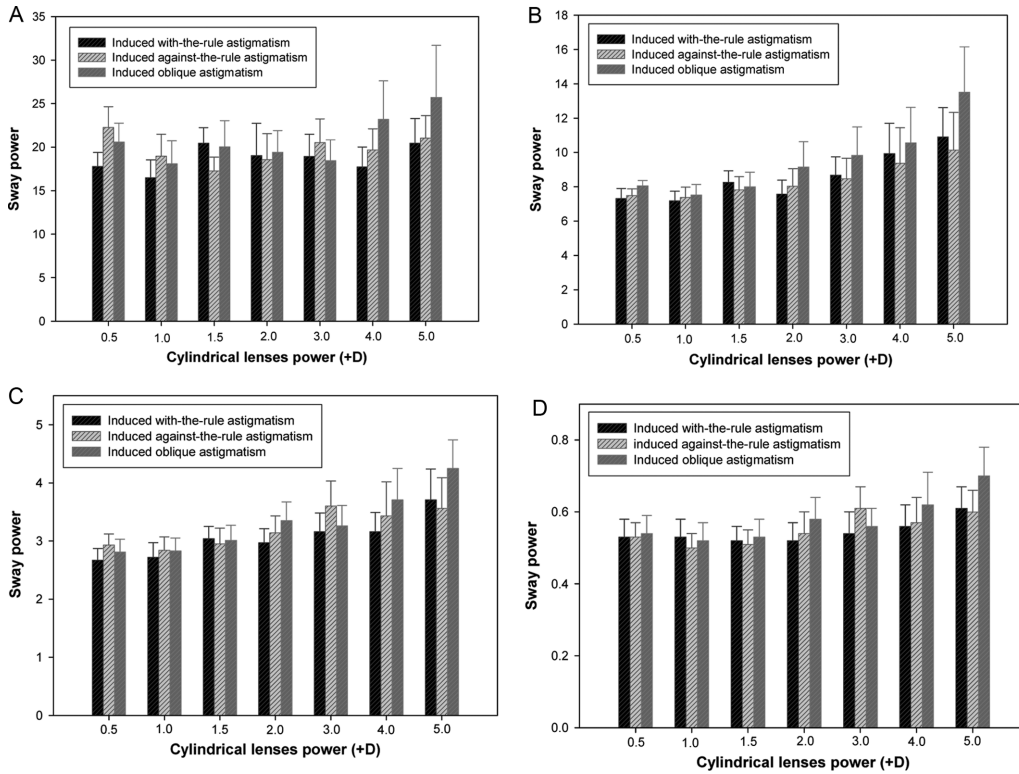 A
35
30
25
20
15
10
5
0
Sway power
Induced with-the-rule astigmatism
Induced against-the-rule astigmatism
Induced oblique astigmatism
0.5 1.0 1.5 2.0 3.0 4.0 5.0
Cylindrical lenses power (+D)
B
18
16
14
12
10
8
6
4
2
0
Sway power
Induced with-the-rule astigmatism
Induced against-the-rule astigmatism
Induced oblique astigmatism
0.5 1.0 1.5 2.0 3.0 4.0 5.0
Cylindrical lenses power (+D)
C
5
4
3
2
1
0
Sway power
Induced with-the-rule astigmatism
Induced against-the-rule astigmatism
Induced oblique astigmatism
0.5 1.0 1.5 2.0 3.0 4.0 5.0
Cylindrical lenses power (+D)
D
0.8
0.6
0.4
0.2
0.0
Sway power
Induced with-the-rule astigmatism
induced against-the-rule astigmatism
Induced oblique astigmatism
0.5 1.0 1.5 2.0 3.0 4.0 5.0
Cylindrical lenses power (+D)